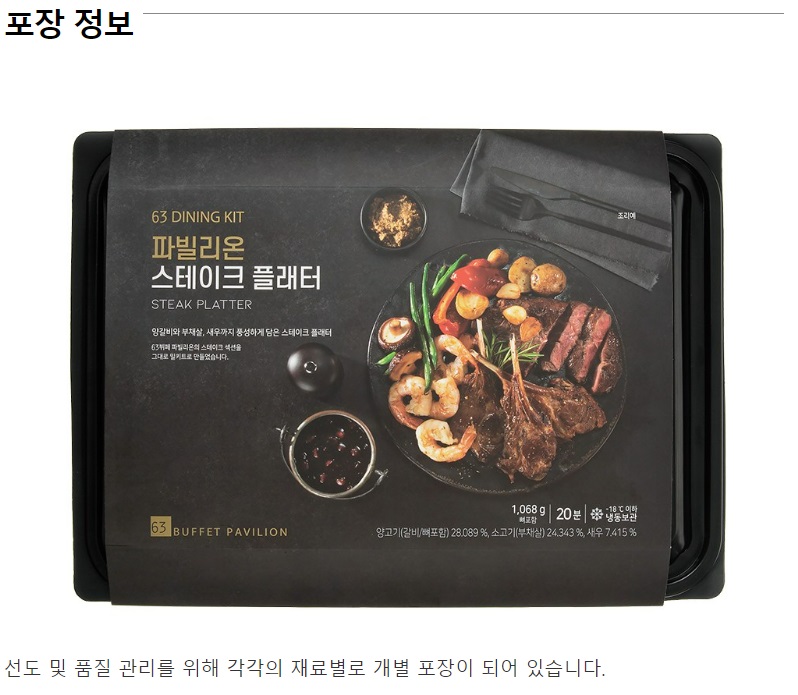 포장 정보
63 DINING KIT
파빌리온
스테이크 플래터
STEAK PLATTER
양갈비와 부채살, 새우까지 풍성하게 담은 스테이크 플래터
63뷔페 파빌리온의 스테이크 섹션을
그대로 밀키트로 만들었습니다.
조리예
1,068 g
뼈포함
20분
-18 ℃ 이하
냉동보관
양고기(갈비/뼈포함) 28.089 %, 소고기(부채살) 24.343 %, 새우 7.415 %
63 BUFFET PAVILION
선도 및 품질 관리를 위해 각각의 재료별로 개별 포장이 되어 있습니다.